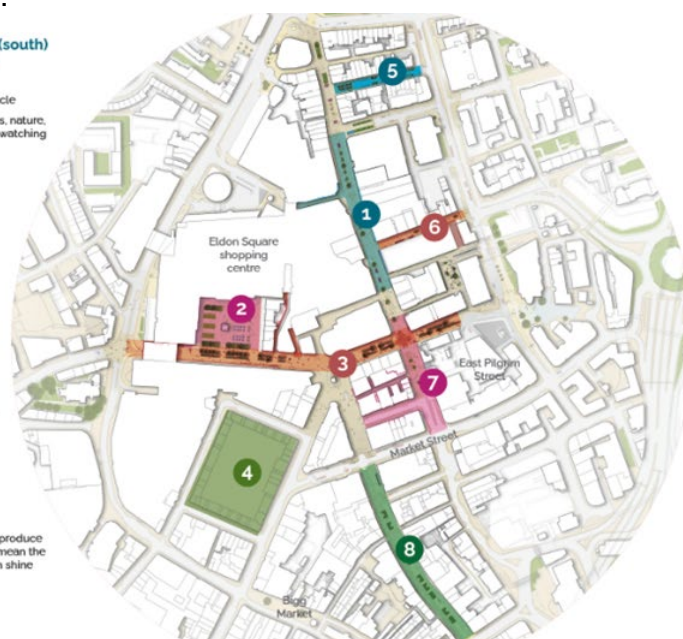 (south)
cle
s, nature,
watching
5
1
6
Eldon Square
shopping
centre
2
3
East Pilgrim
Street
7
Market Street
4
produce
mean the
shine
8
Bigg
Market